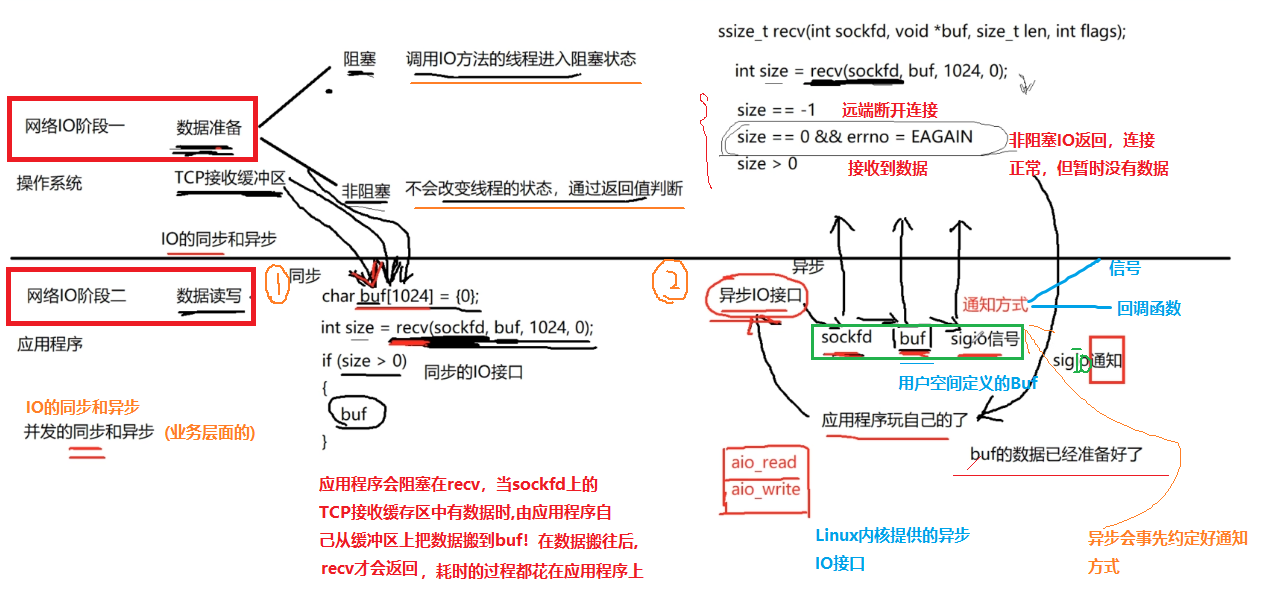 ssize_t recv(int sockfd, void *buf, size_t len, int flags);
阻塞
调用IO方法的线程进入阻塞状态
int size = recv(sockfd, buf, 1024, 0);
网络IO阶段一
数据准备
size == -1
远端断开连接
size == 0 && errno = EAGAIN
非阻塞IO返回，连接
正常，但暂时没有数据
size > 0
接收到数据
操作系统
TCP接收缓冲区
非阻塞
不会改变线程的状态，通过返回值判断
IO的同步和异步
网络IO阶段二
数据读写
应用程序
IO的同步和异步
并发的同步和异步
(业务层面的)
1
同步
char buf[1024] = {0};
int size = recv(sockfd, buf, 1024, 0);
if (size > 0)
同步的IO接口
{
buf
}
应用程序会阻塞在recv，当sockfd上的
TCP接收缓存区中有数据时,由应用程序自
己从缓冲区上把数据搬到buf！在数据搬往后,
recv才会返回，耗时的过程都花在应用程序上
2
异步
异步IO接口
通知方式
信号
回调函数
sockfd
buf
sigio信号
用户空间定义的Buf
sigio通知
应用程序玩自己的了
buf的数据已经准备好了
aio_read
aio_write
Linux内核提供的异步
IO接口
异步会事先约定好通知
方式